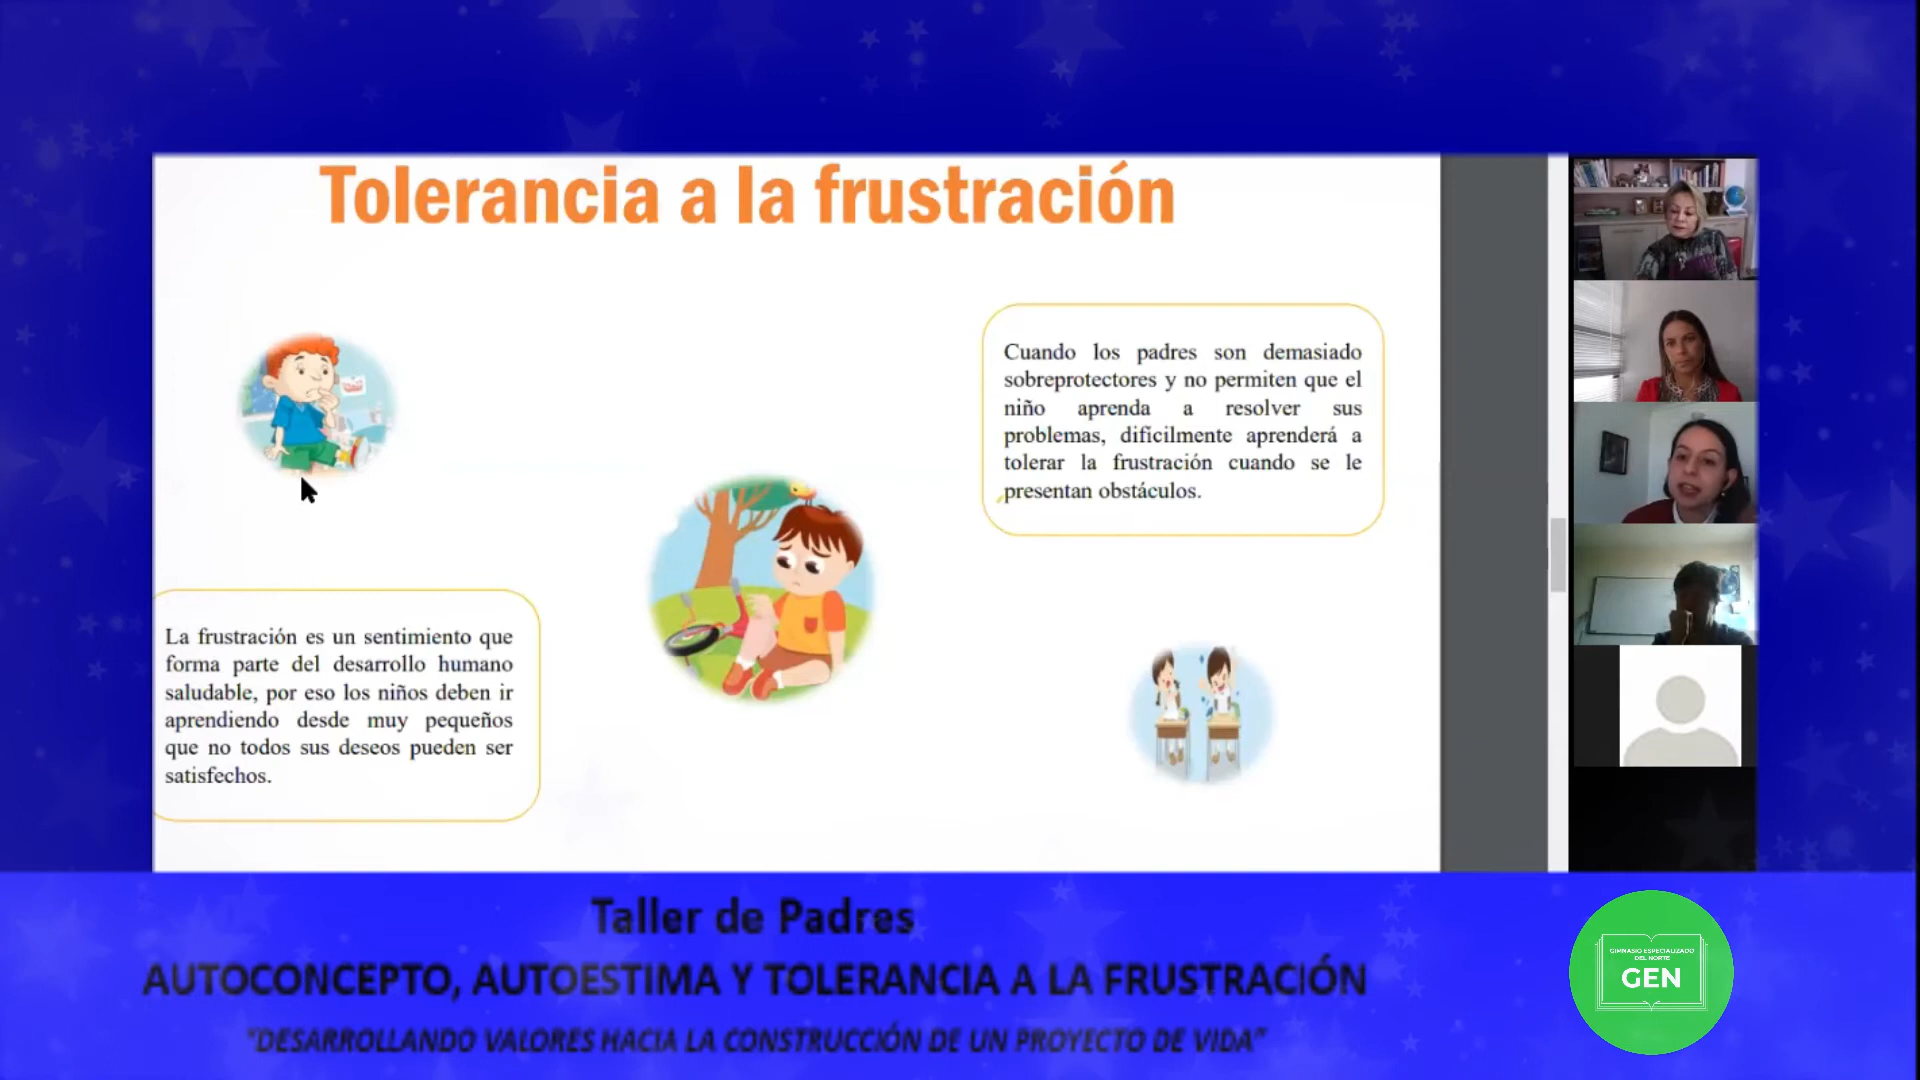 Tolerancia a la frustración
Cuando los padres son demasiado
sobreprotectores y no permiten que el
niño aprenda a resolver sus
problemas, difícilmente aprenderá a
tolerar la frustración cuando se le
presentan obstáculos.
La frustración es un sentimiento que
forma parte del desarrollo humano
saludable, por eso los niños deben ir
aprendiendo desde muy pequeños
que no todos sus deseos pueden ser
satisfechos.
Taller de Padres
AUTOCONCEPTO, AUTOESTIMA Y TOLERANCIA A LA FRUSTRACIÓN
"DESARROLLANDO VALORES HACIA LA CONSTRUCCIÓN DE UN PROYECTO DE VIDA"
GIMNASIO ESPECIALIZADO
DEL NORTE
GEN